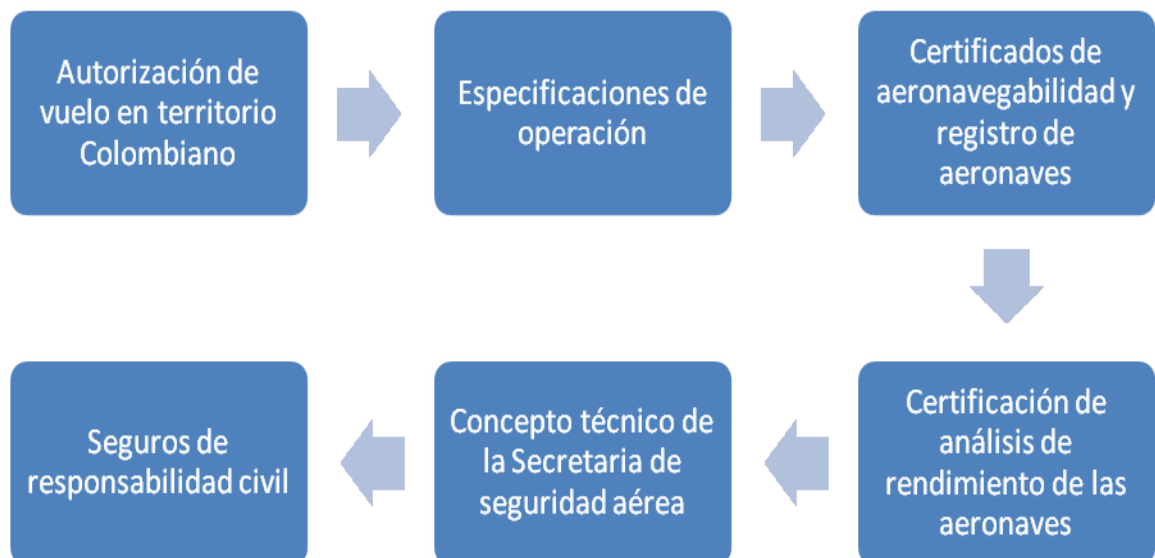 Autorización de
vuelo en territorio
Colombiano
Especificaciones de
operación
Certificados de
aeronavegabilidad y
registro de
aeronaves
Certificación de
análisis de
rendimiento de las
aeronaves
Concepto técnico de
la Secretaria de
seguridad aérea
Seguros de
responsabilidad civil